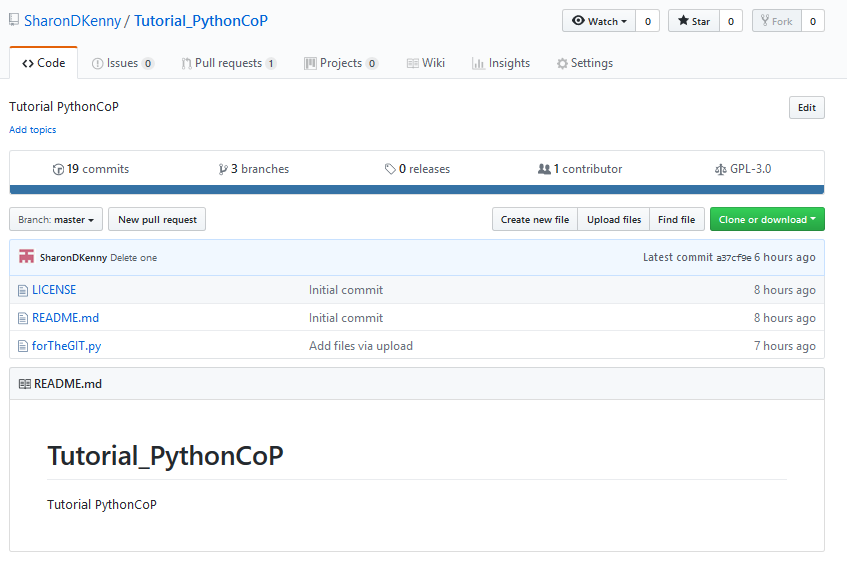 SharonDKenny / Tutorial_PythonCoP Watch 0 Star 0 Fork 0
Code Issues 0 Pull requests 1 Projects 0 Wiki Insights Settings
Tutorial PythonCoP Edit
Add topics
19 commits 3 branches 0 releases 1 contributor GPL-3.0
Branch: master New pull request Create new file Upload files Find file Clone or download
SharonDKenny Delete one Latest commit a37cf9e 6 hours ago
LICENSE Initial commit 8 hours ago
README.md Initial commit 8 hours ago
forTheGIT.py Add files via upload 7 hours ago
README.md
Tutorial_PythonCoP
Tutorial PythonCoP